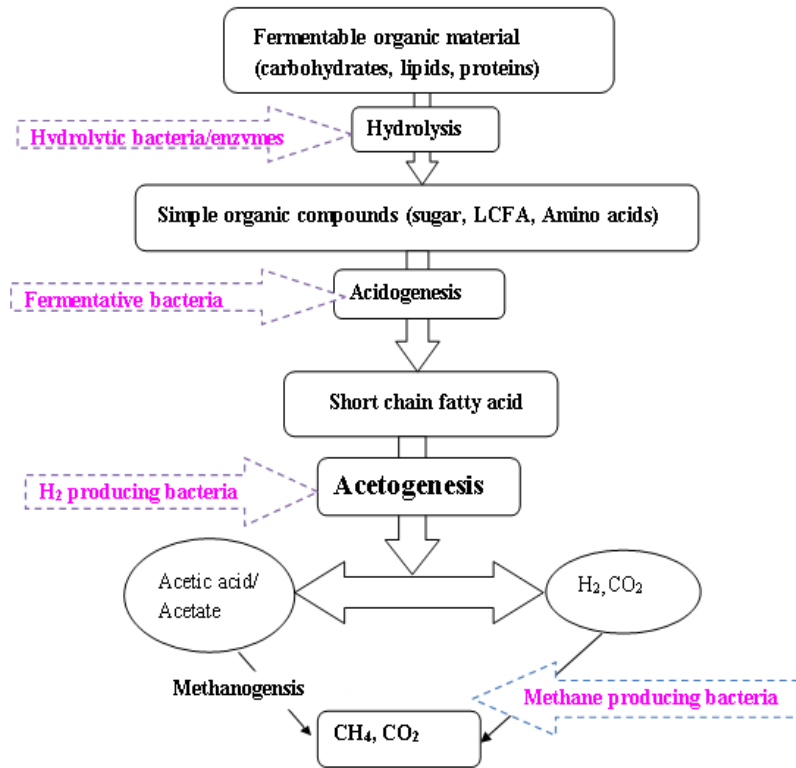 Fermentable organic material
(carbohydrates, lipids, proteins)
Hydrolytic bacteria/enzymes
Hydrolysis
Simple organic compounds (sugar, LCFA, Amino acids)
Fermentative bacteria
Acidogenesis
Short chain fatty acid
H₂ producing bacteria
Acetogenesis
Acetic acid/
Acetate
H₂, CO₂
Methanogensis
Methane producing bacteria
CH₄, CO₂